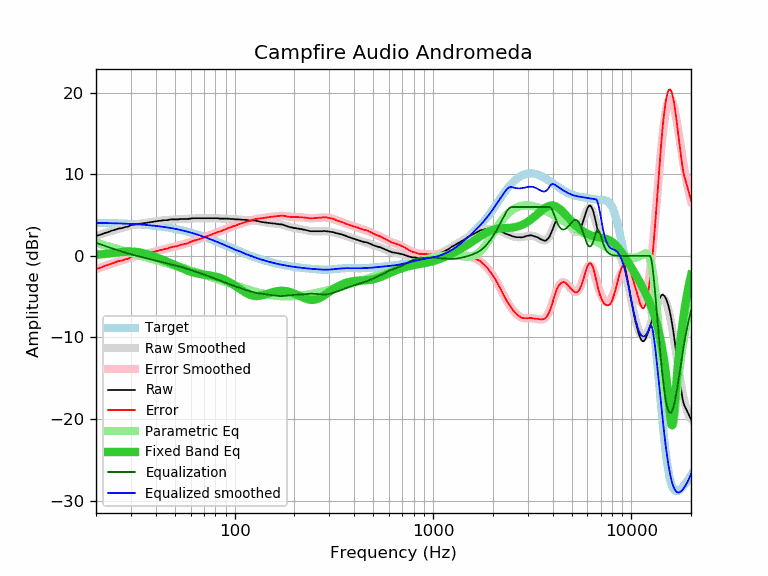 Campfire Audio Andromeda
20
10
0
−10
−20
−30
Amplitude (dBr)
Target
Raw Smoothed
Error Smoothed
Raw
Error
Parametric Eq
Fixed Band Eq
Equalization
Equalized smoothed
100
1000
10000
Frequency (Hz)